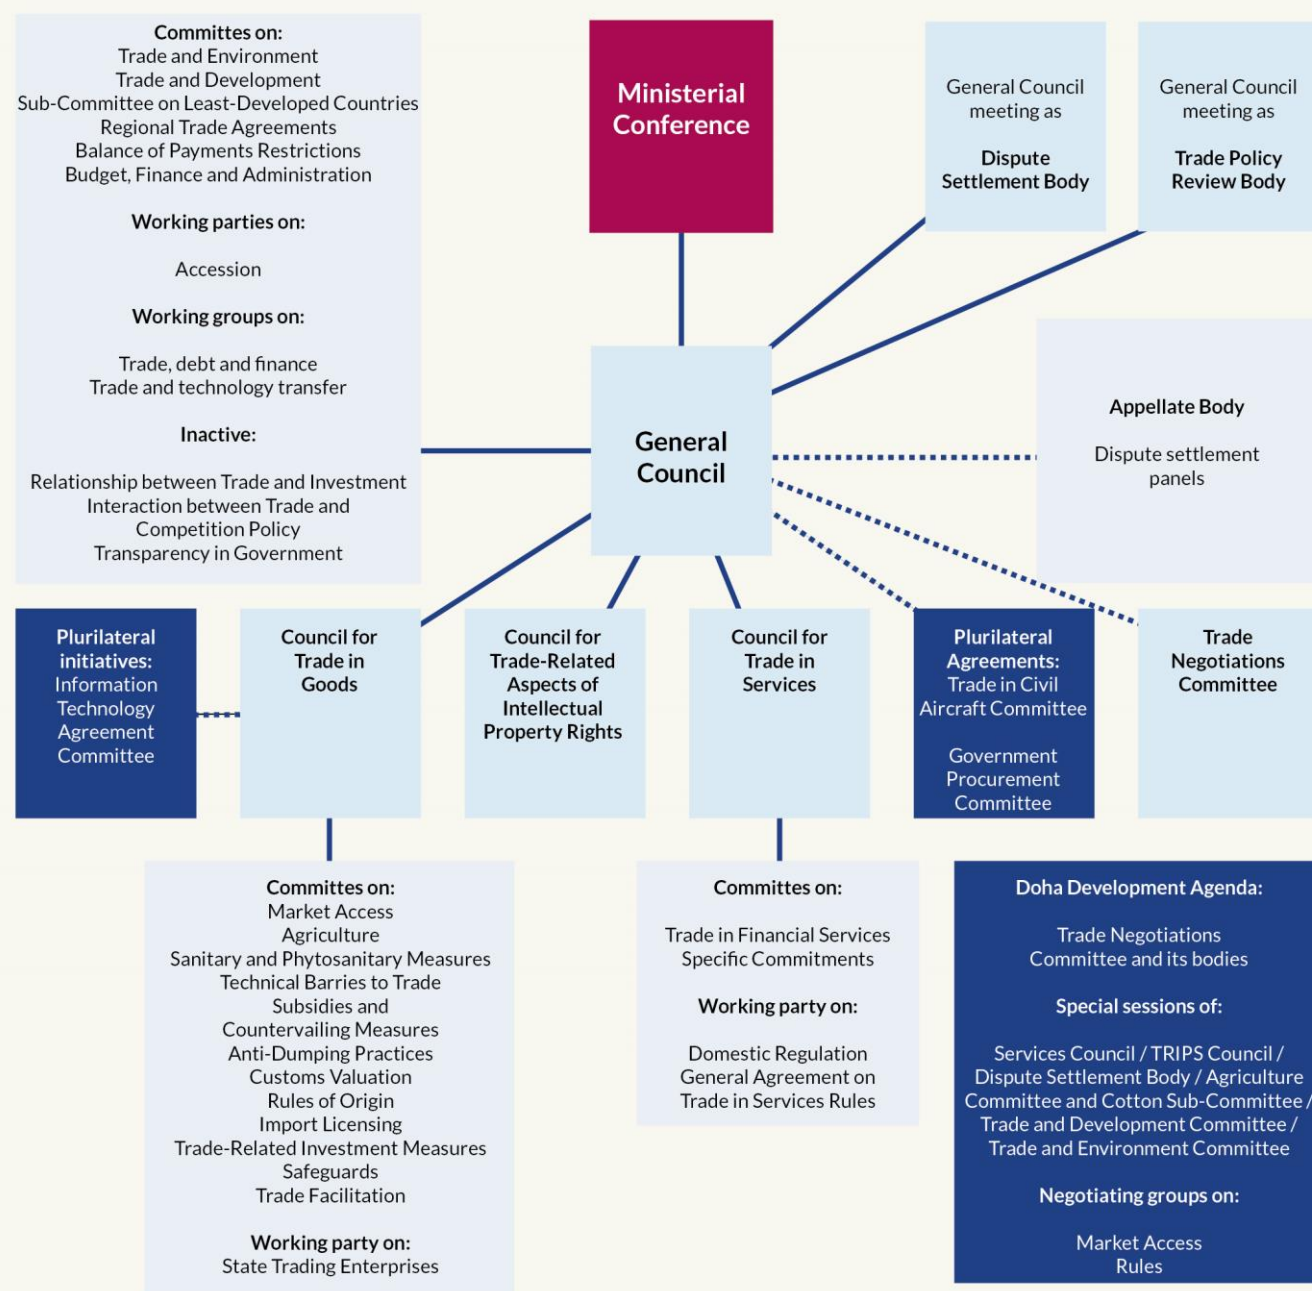 Committes on:
Trade and Environment
Trade and Development
Sub-Committee on Least-Developed Countries
Regional Trade Agreements
Balance of Payments Restrictions
Budget, Finance and Administration
Working parties on:
Accession
Working groups on:
Trade, debt and finance
Trade and technology transfer
Inactive:
Relationship between Trade and Investment
Interaction between Trade and
Competition Policy
Transparency in Government
Ministerial
Conference
General Council
meeting as
Dispute
Settlement Body
General Council
meeting as
Trade Policy
Review Body
General
Council
Appellate Body
Dispute settlement
panels
Plurilateral
initiatives:
Information
Technology
Agreement
Committee
Council for
Trade in
Goods
Council for
Trade-Related
Aspects of
Intellectual
Property Rights
Council for
Trade in
Services
Plurilateral
Agreements:
Trade in Civil
Aircraft Committee
Government
Procurement
Committee
Trade
Negotiations
Committee
Committes on:
Market Access
Agriculture
Sanitary and Phytosanitary Measures
Technical Barries to Trade
Subsidies and
Countervailing Measures
Anti-Dumping Practices
Customs Valuation
Rules of Origin
Import Licensing
Trade-Related Investment Measures
Safeguards
Trade Facilitation
Working party on:
State Trading Enterprises
Committes on:
Trade in Financial Services
Specific Commitments
Working party on:
Domestic Regulation
General Agreement on
Trade in Services Rules
Doha Development Agenda:
Trade Negotiations
Committee and its bodies
Special sessions of:
Services Council / TRIPS Council /
Dispute Settlement Body / Agriculture
Committee and Cotton Sub-Committee /
Trade and Development Committee /
Trade and Environment Committee
Negotiating groups on:
Market Access
Rules